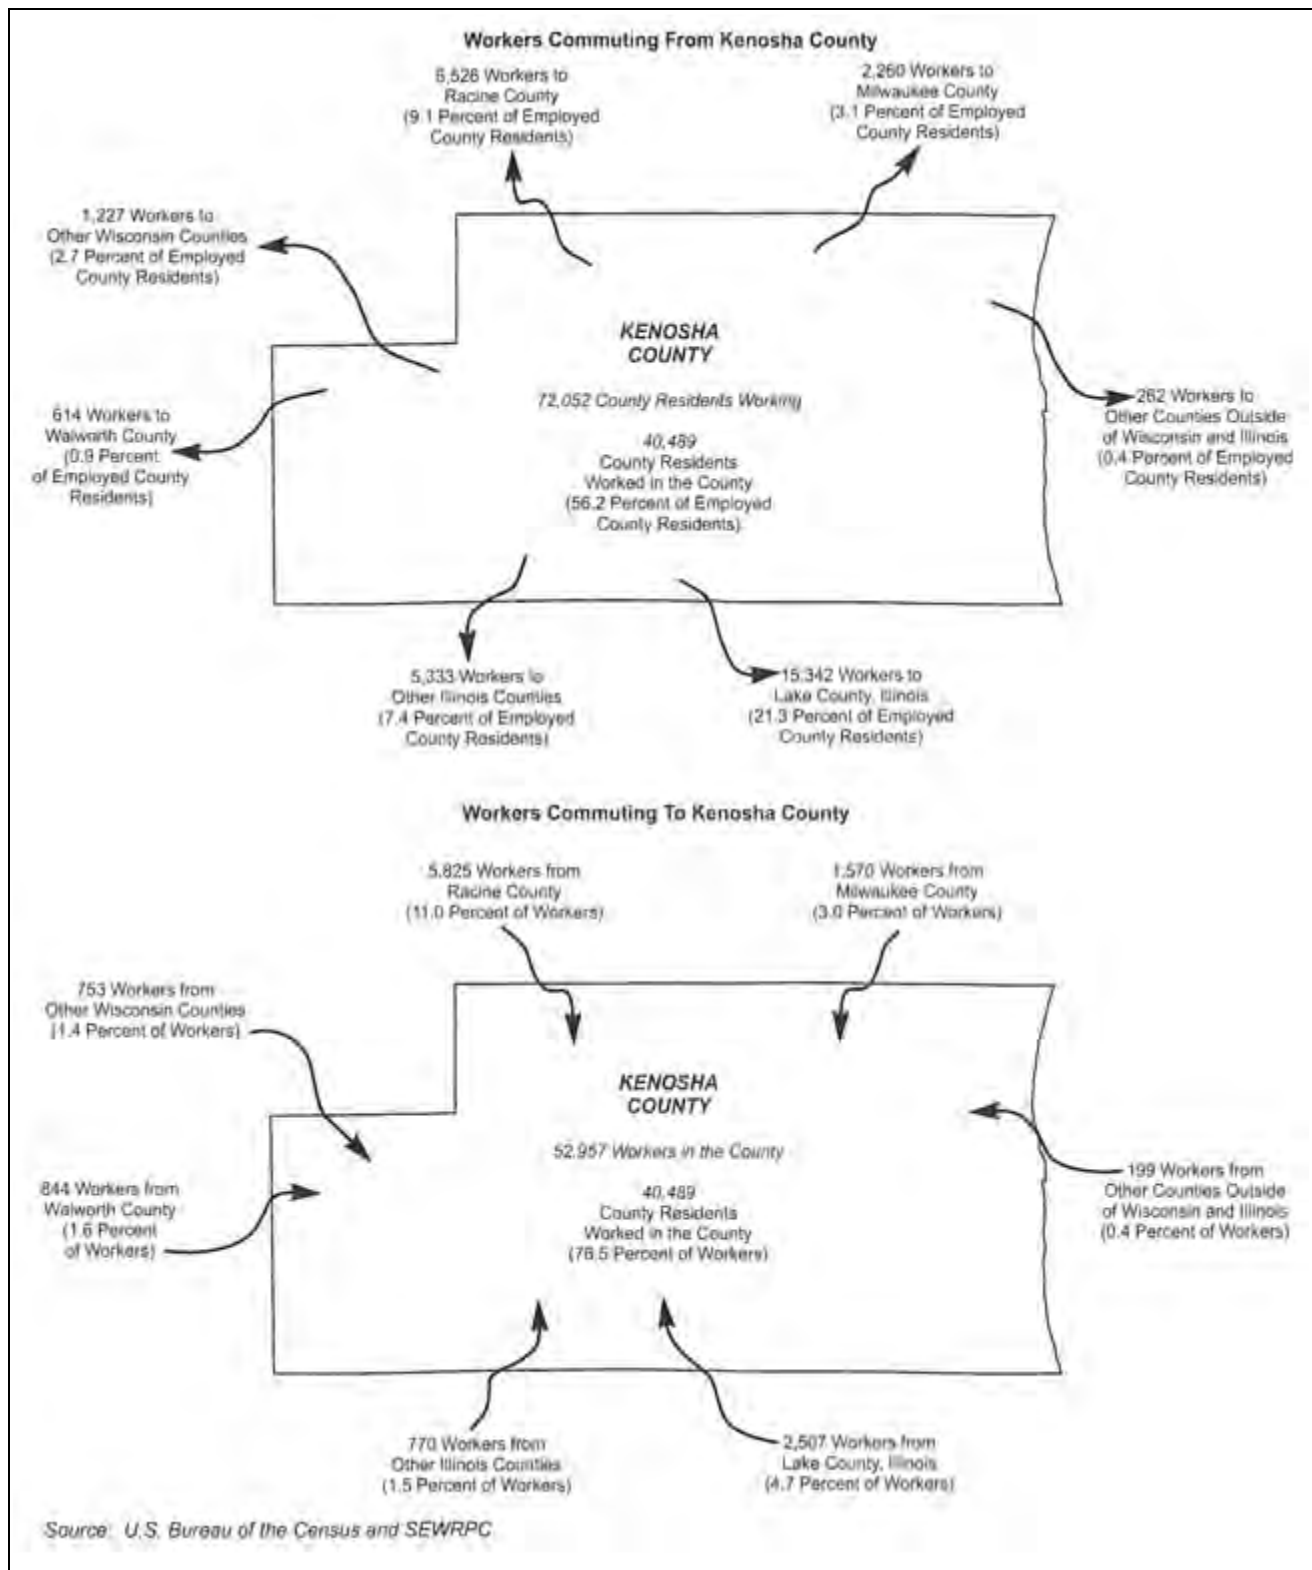 Workers Commuting From Kenosha County
6,526 Workers to
Racine County
(9.1 Percent of Employed
County Residents)
2,260 Workers to
Milwaukee County
(3.1 Percent of Employed
County Residents)
1,227 Workers to
Other Wisconsin Counties
(2.7 Percent of Employed
County Residents)
614 Workers to
Walworth County
(0.9 Percent
of Employed County
Residents)
KENOSHA
COUNTY
72,052 County Residents Working
40,489
County Residents
Worked in the County
(56.2 Percent of Employed
County Residents)
262 Workers to
Other Counties Outside
of Wisconsin and Illinois
(0.4 Percent of Employed
County Residents)
5,333 Workers to
Other Illinois Counties
(7.4 Percent of Employed
County Residents)
15,342 Workers to
Lake County, Illinois
(21.3 Percent of Employed
County Residents)
Workers Commuting To Kenosha County
5,825 Workers from
Racine County
(11.0 Percent of Workers)
1,570 Workers from
Milwaukee County
(3.0 Percent of Workers)
753 Workers from
Other Wisconsin Counties
(1.4 Percent of Workers)
844 Workers from
Walworth County
(1.6 Percent
of Workers)
KENOSHA
COUNTY
52,957 Workers in the County
40,489
County Residents
Worked in the County
(76.5 Percent of Workers)
199 Workers from
Other Counties Outside
of Wisconsin and Illinois
(0.4 Percent of Workers)
770 Workers from
Other Illinois Counties
(1.5 Percent of Workers)
2,507 Workers from
Lake County, Illinois
(4.7 Percent of Workers)
Source: U.S. Bureau of the Census and SEWRPC